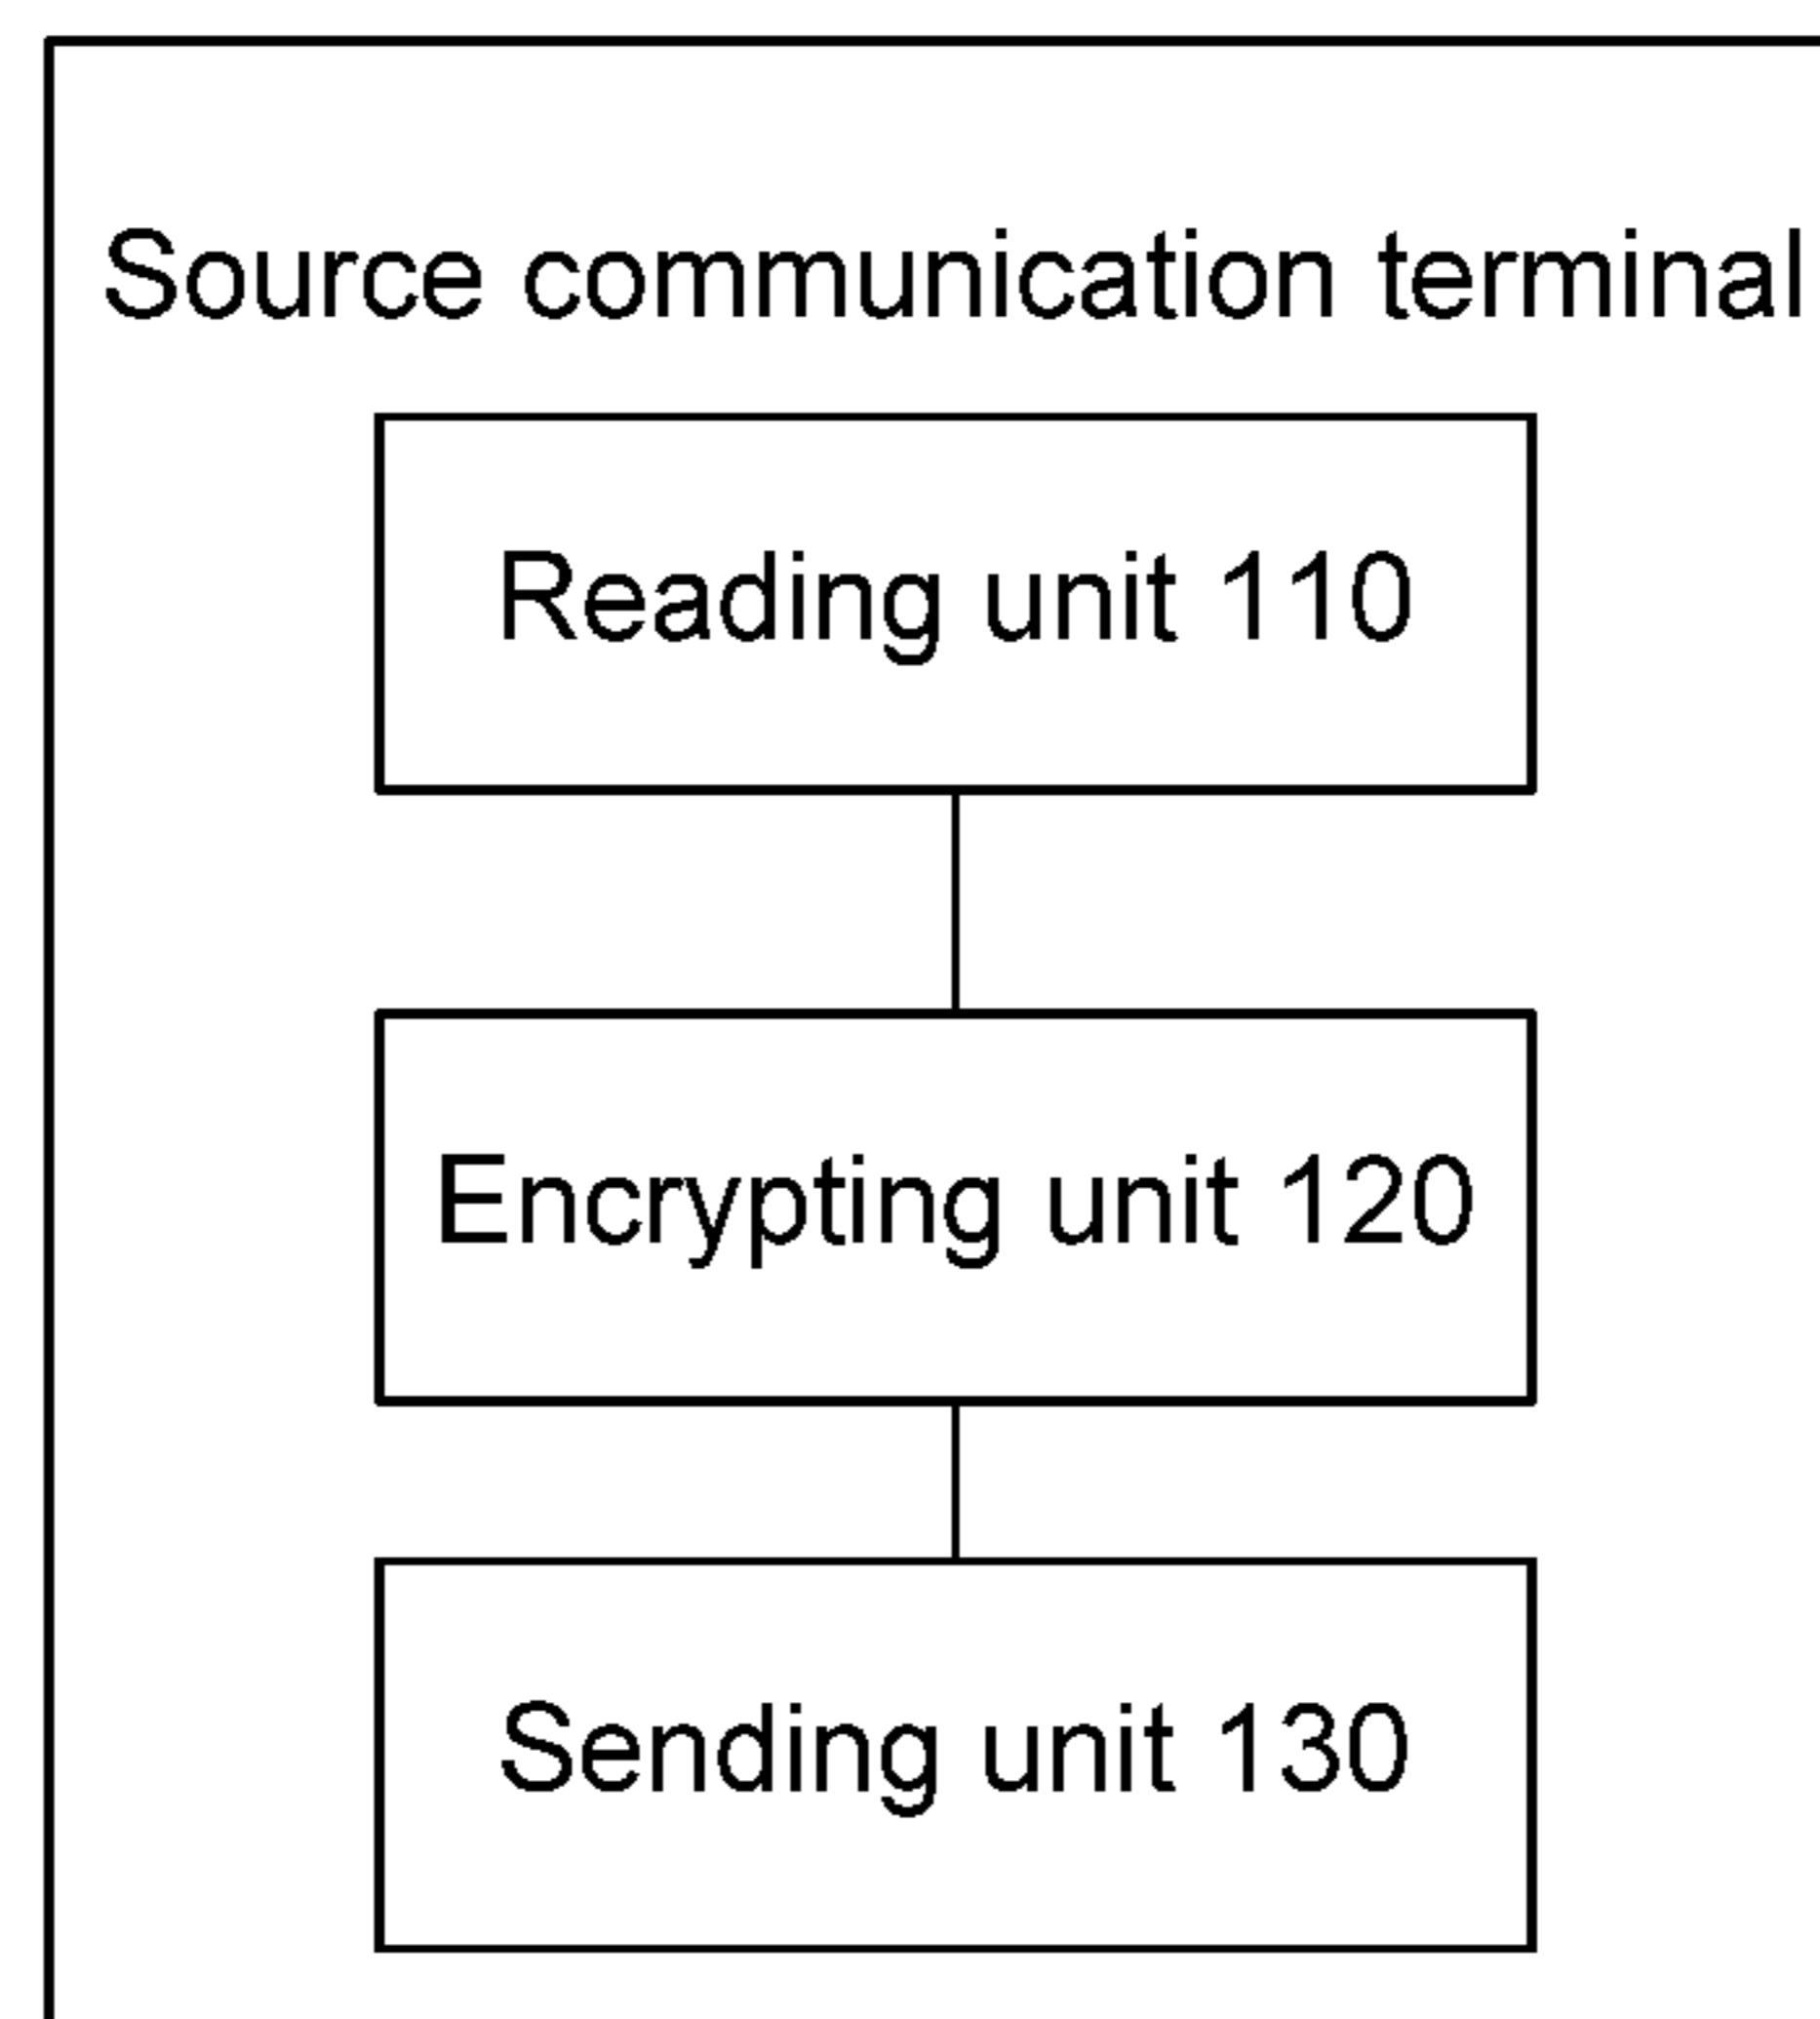 Source communication terminal
Reading unit 110
Encrypting unit 120
Sending unit 130